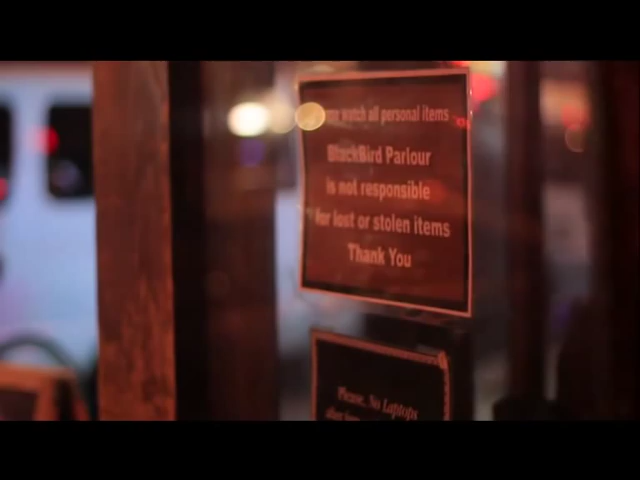 watch all personal items
BlackBird Parlour
is not responsible
for lost or stolen items
Thank You
Please, No Laptops